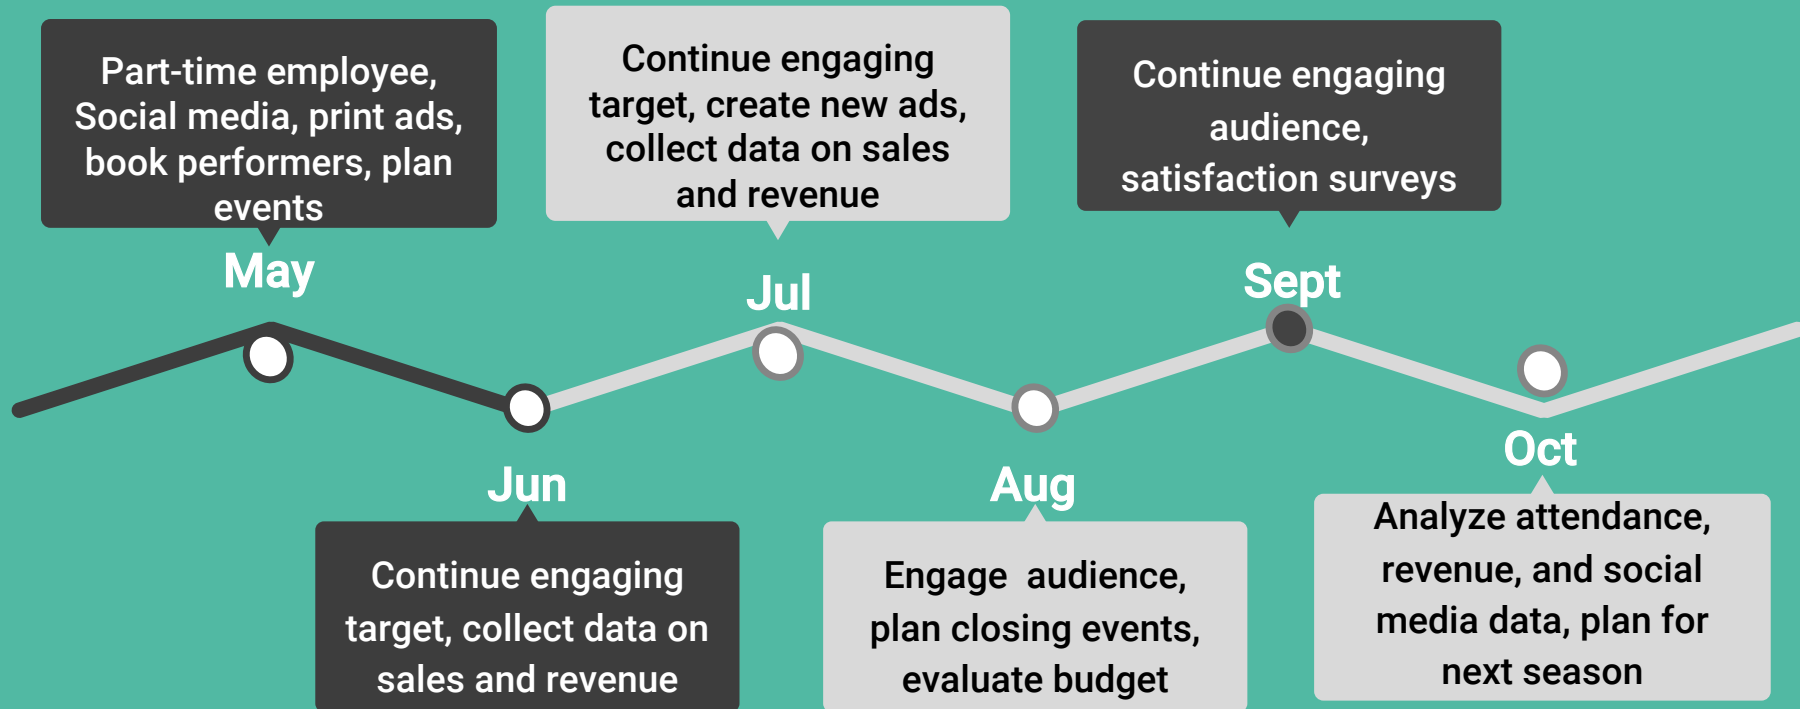 Part-time employee,
Social media, print ads,
book performers, plan
events
May
Continue engaging
target, collect data on
sales and revenue
Jun
Continue engaging
target, create new ads,
collect data on sales
and revenue
Jul
Engage  audience,
plan closing events,
evaluate budget
Aug
Continue engaging
audience,
satisfaction surveys
Sept
Oct
Analyze attendance,
revenue, and social
media data, plan for
next season